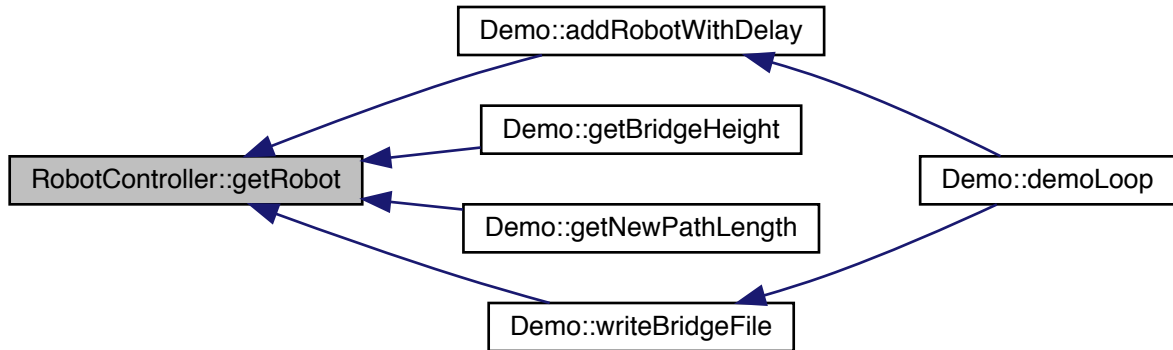 Demo::addRobotWithDelay
Demo::getBridgeHeight
RobotController::getRobot
Demo::demoLoop
Demo::getNewPathLength
Demo::writeBridgeFile